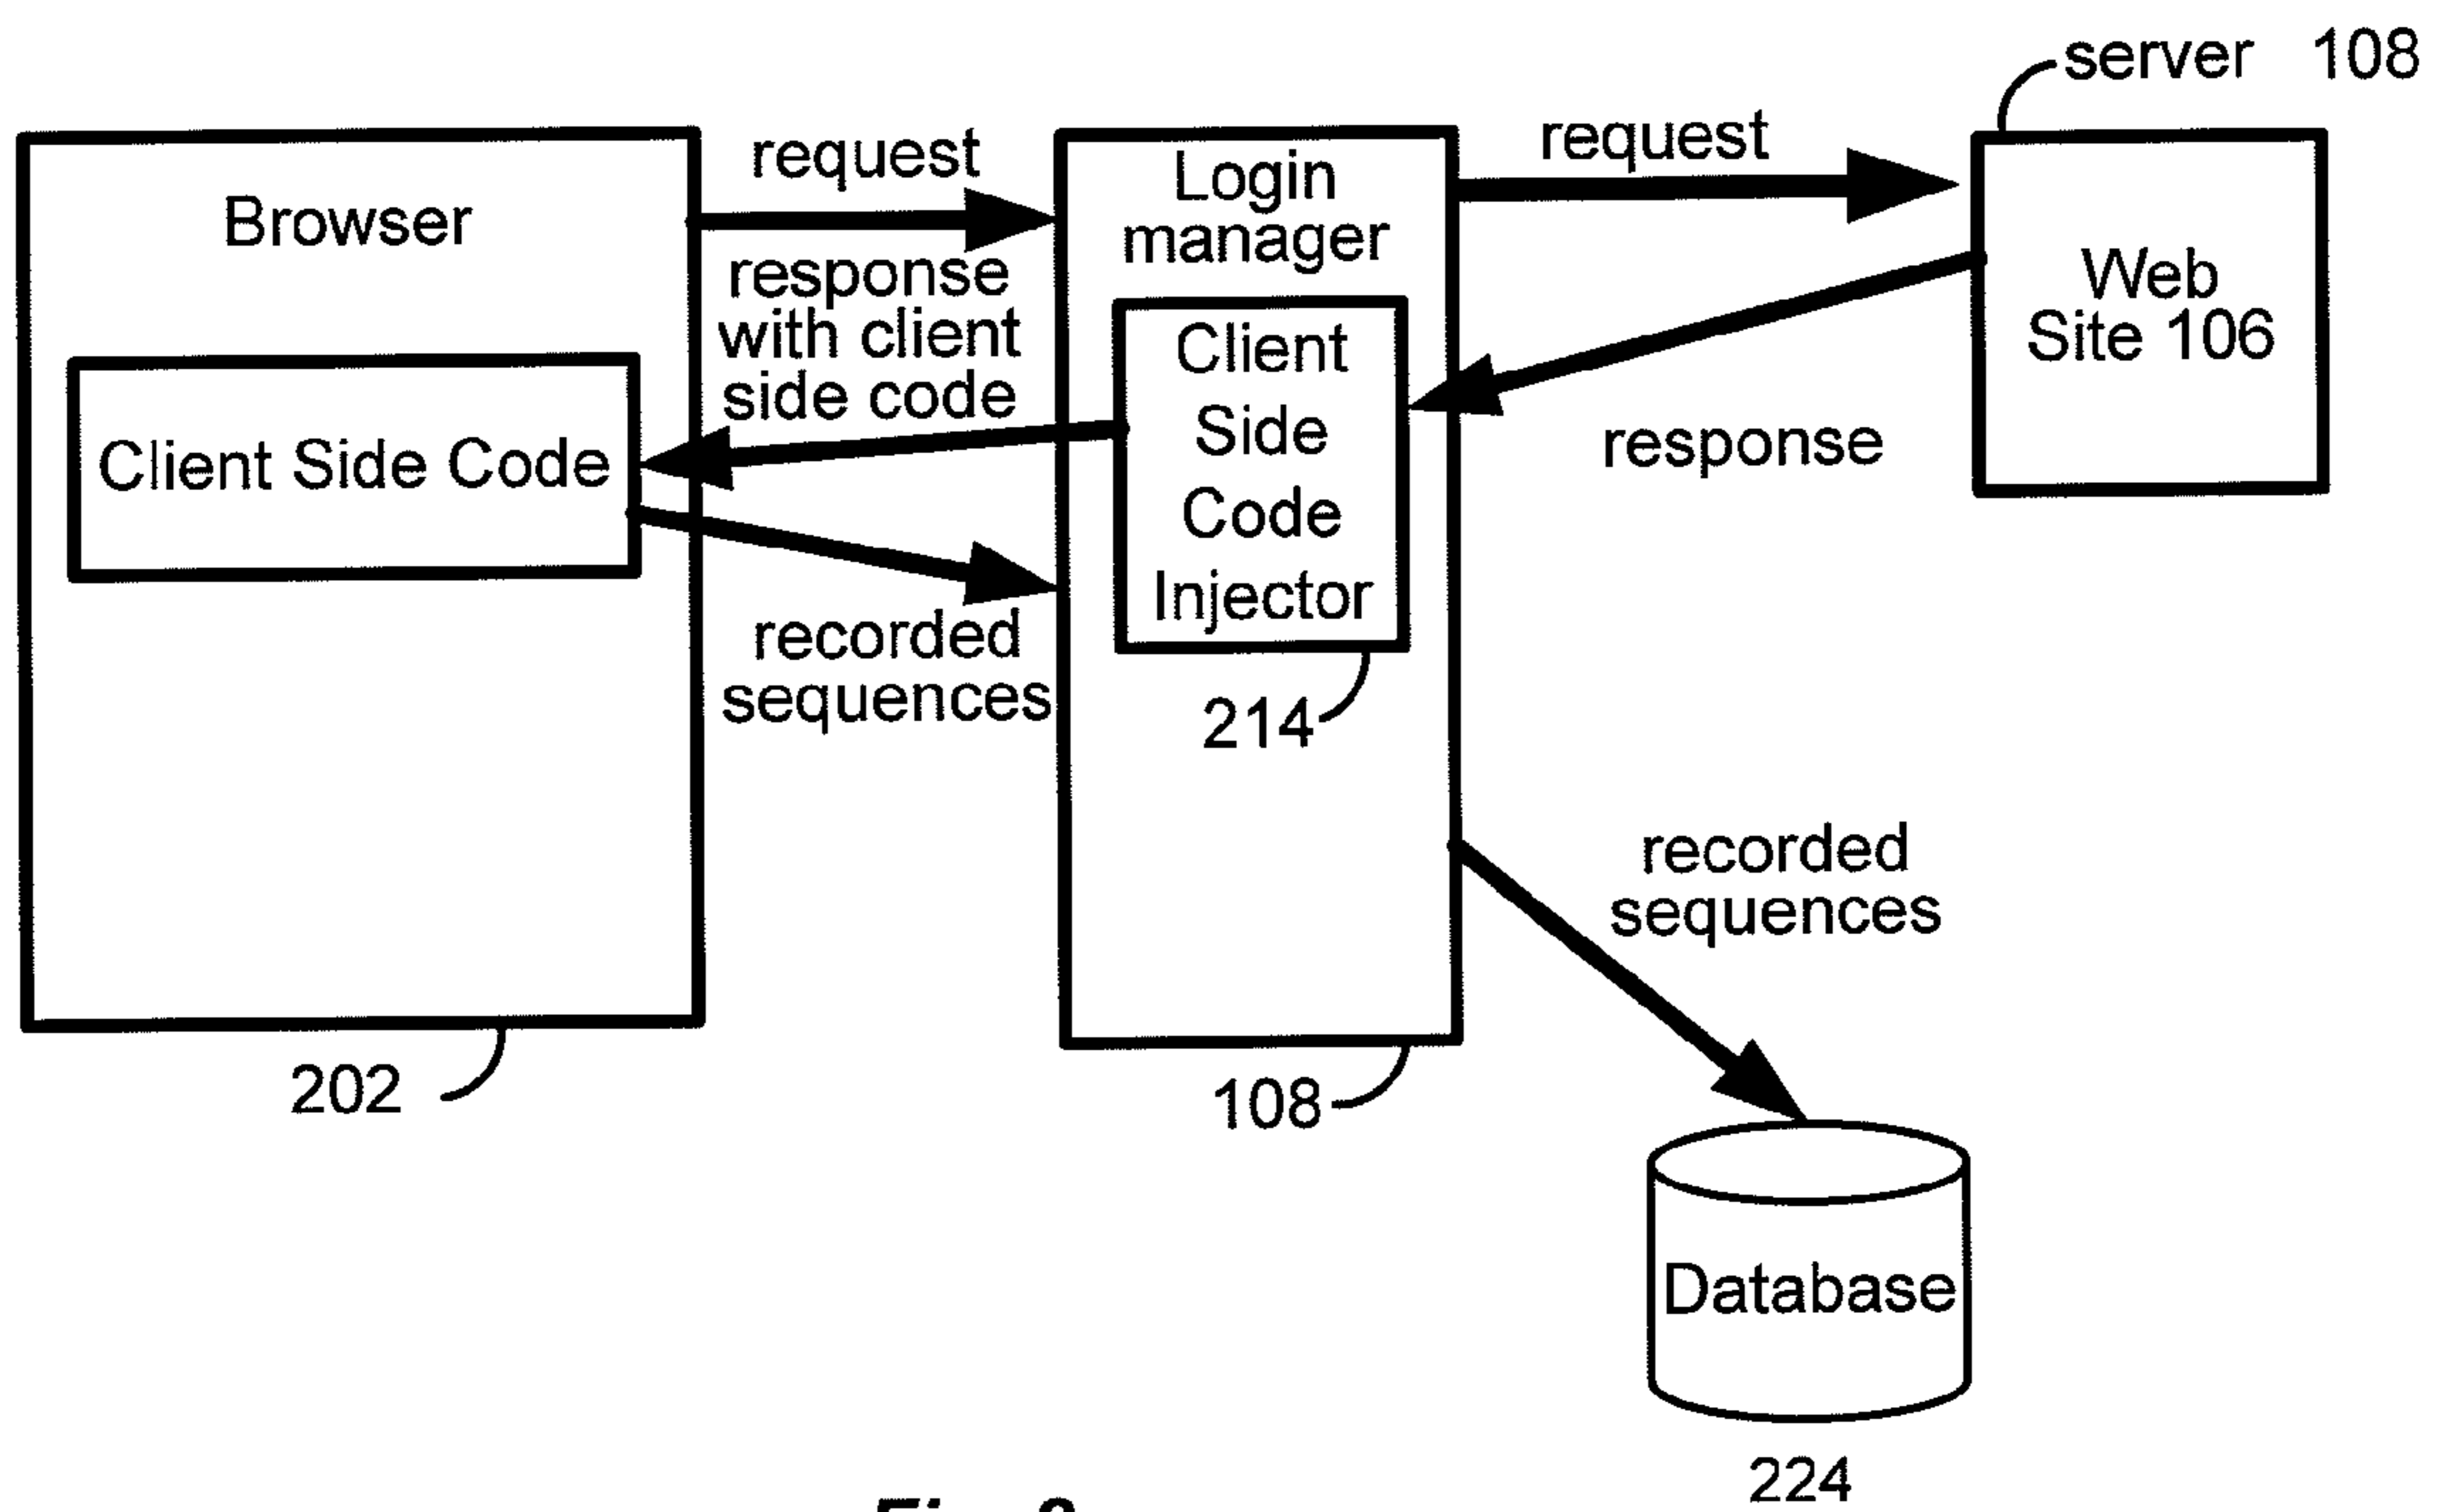 server 108
Browser
request
response
with client
side code
Client Side Code
recorded
sequences
202
Login
manager
Client
Side
Code
Injector
214
108
request
response
Web
Site 106
recorded
sequences
Database
224